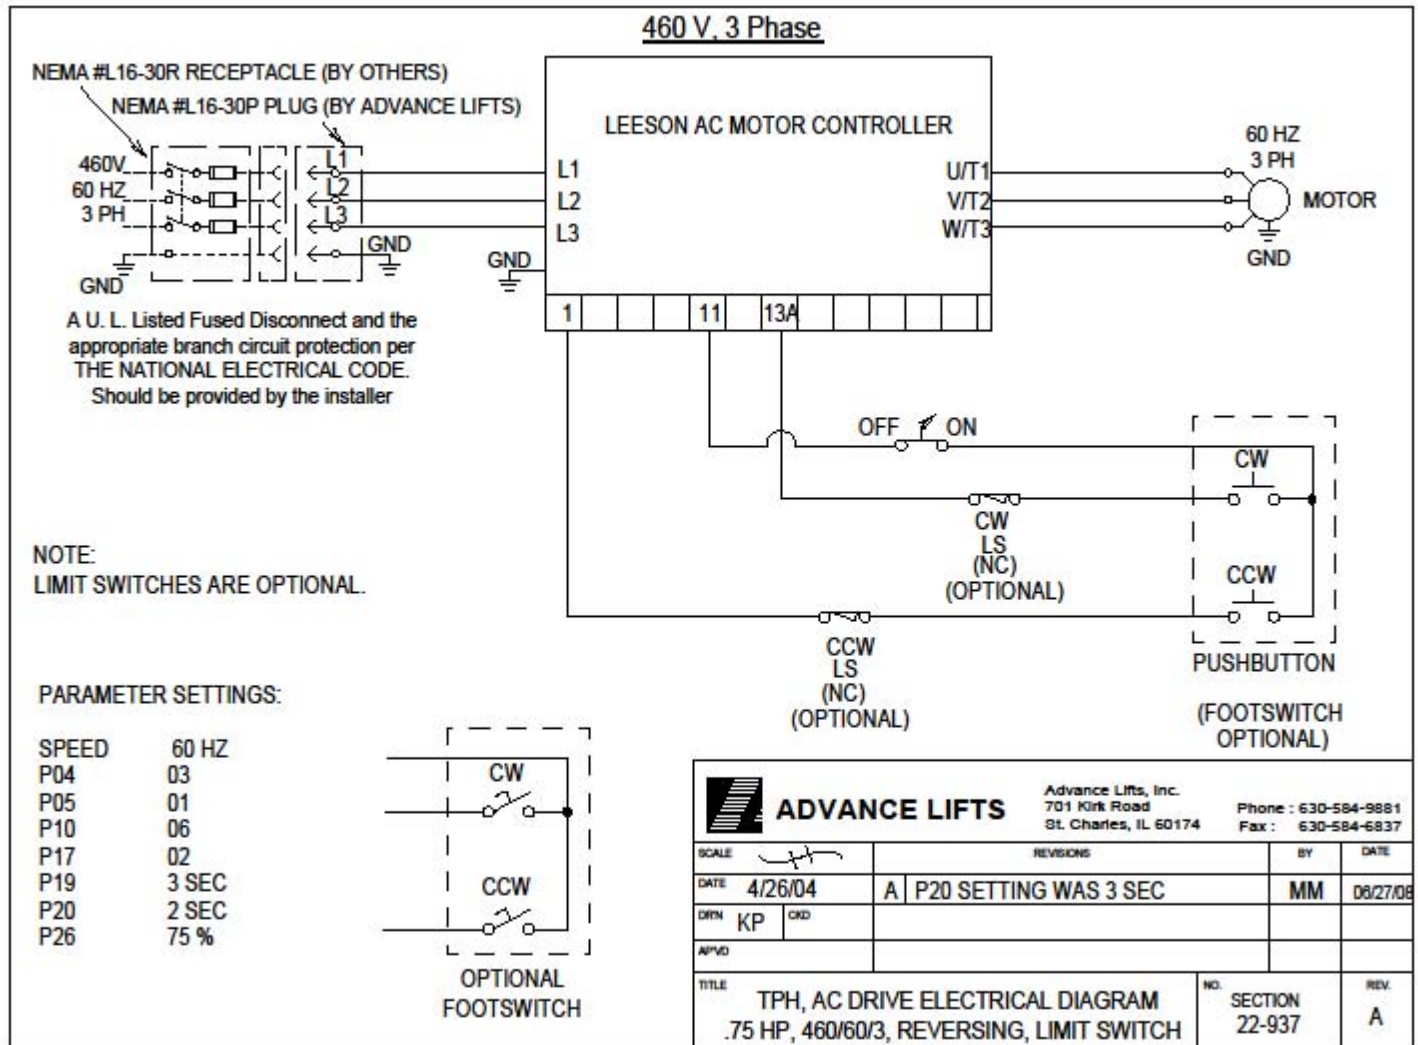 460 V, 3 Phase
NEMA #L16-30R RECEPTACLE (BY OTHERS)
NEMA #L16-30P PLUG (BY ADVANCE LIFTS)
LEESON AC MOTOR CONTROLLER
460V
60 HZ
3 PH
GND
L1
L2
L3
GND
L1
L2
L3
GND
U/T1
V/T2
W/T3
60 HZ
3 PH
MOTOR
GND
1
11
13A
A U. L. Listed Fused Disconnect and the
appropriate branch circuit protection per
THE NATIONAL ELECTRICAL CODE.
Should be provided by the installer
OFF
ON
CW
CW
LS
(NC)
(OPTIONAL)
CCW
CCW
LS
(NC)
(OPTIONAL)
PUSHBUTTON
(FOOTSWITCH
OPTIONAL)
NOTE:
LIMIT SWITCHES ARE OPTIONAL.
PARAMETER SETTINGS:
SPEED 60 HZ
P04 03
P05 01
P10 06
P17 02
P19 3 SEC
P20 2 SEC
P26 75 %
CW
CCW
OPTIONAL
FOOTSWITCH
ADVANCE LIFTS
Advance Lifts, Inc.
701 Kirk Road
St. Charles, IL 60174
Phone : 630-584-9881
Fax : 630-584-6837
SCALE
REVISIONS
BY
DATE
DATE 4/26/04
A P20 SETTING WAS 3 SEC MM 06/27/08
DRN KP
CKD
APVD
TITLE
TPH, AC DRIVE ELECTRICAL DIAGRAM
.75 HP, 460/60/3, REVERSING, LIMIT SWITCH
NO.
SECTION
22-937
REV.
A